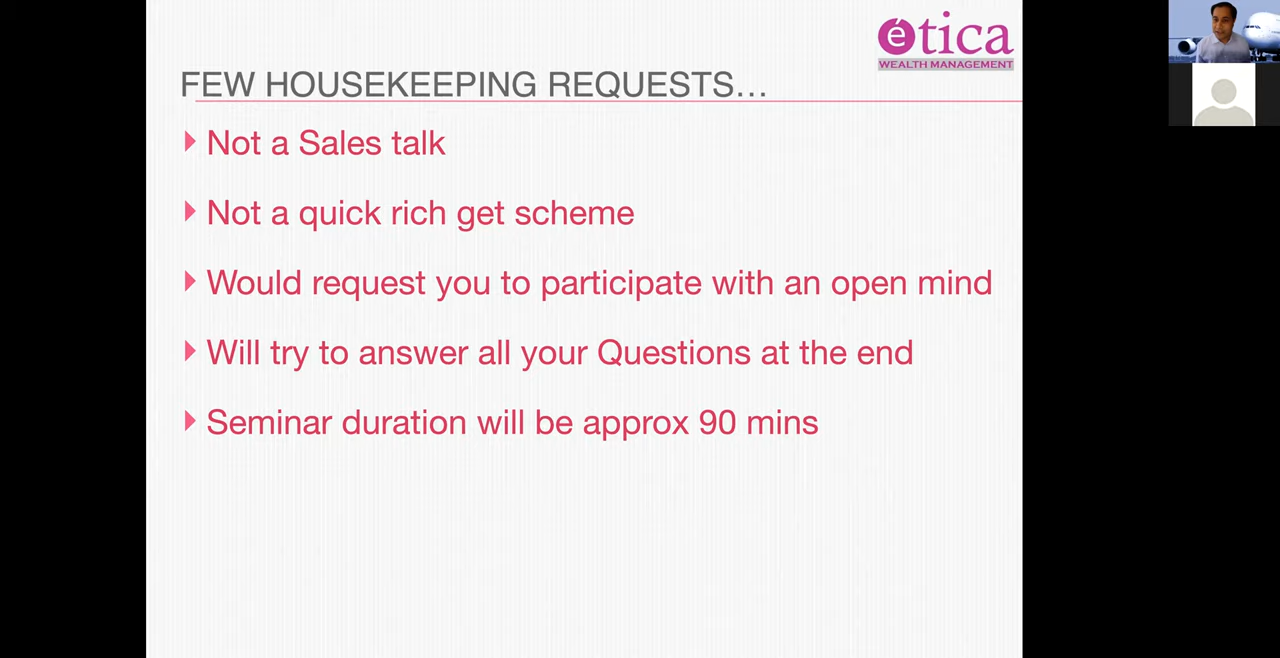 ética
WEALTH MANAGEMENT
FEW HOUSEKEEPING REQUESTS...
Not a Sales talk
Not a quick rich get scheme
Would request you to participate with an open mind
Will try to answer all your Questions at the end
Seminar duration will be approx 90 mins